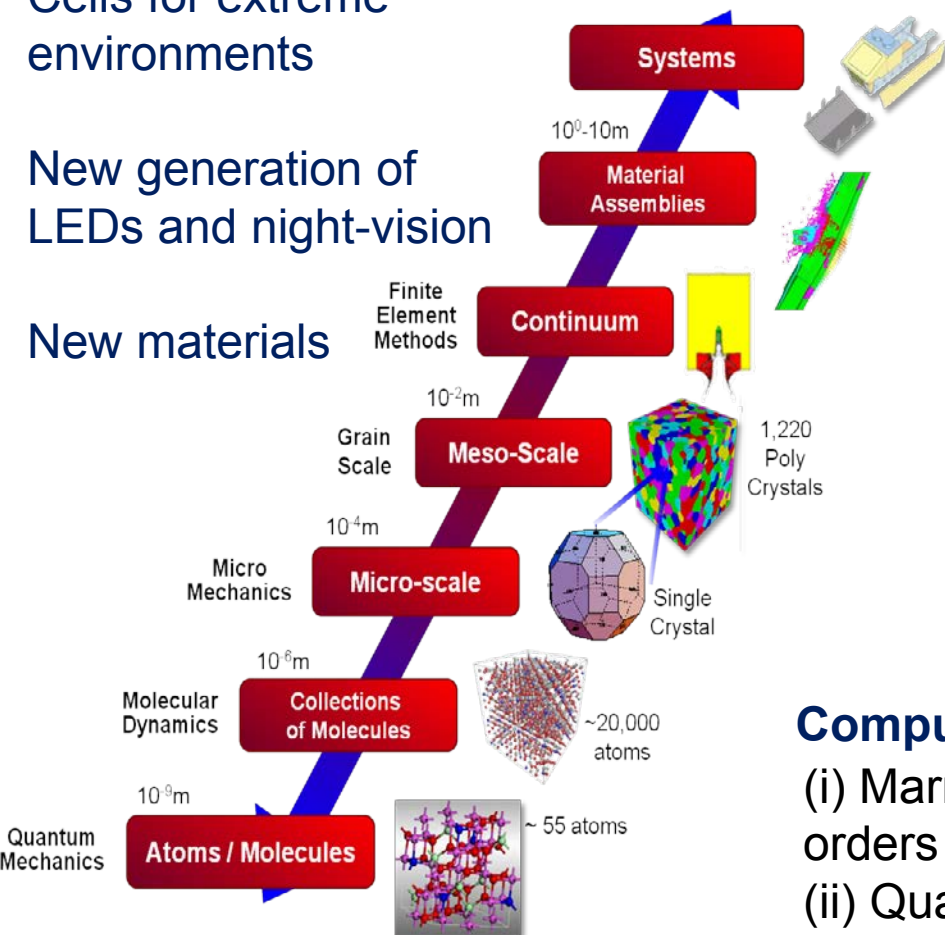 Cells for extreme
environments
New generation of
LEDs and night-vision
New materials
Systems
10⁰-10m
Material
Assemblies
Finite
Element
Methods
Continuum
10⁻²m
Grain
Scale
Meso-Scale
1,220
Poly
Crystals
10⁻⁴m
Micro
Mechanics
Micro-scale
Single
Crystal
10⁻⁶m
Molecular
Dynamics
Collections
of Molecules
~20,000
atoms
10⁻⁹m
Quantum
Mechanics
Atoms / Molecules
~ 55 atoms
(i)
orders
(ii)